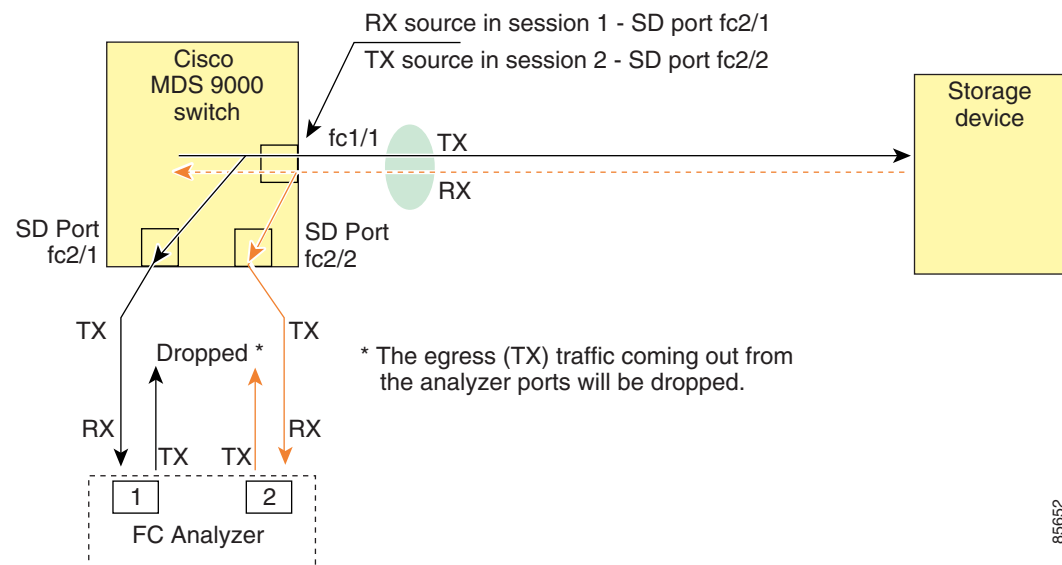 RX source in session 1 - SD port fc2/1
TX source in session 2 - SD port fc2/2
Cisco
MDS 9000
switch
Storage
device
fc1/1
TX
RX
SD Port
fc2/1
SD Port
fc2/2
TX
TX
Dropped *
* The egress (TX) traffic coming out from
the analyzer ports will be dropped.
RX
TX
TX
RX
1
2
FC Analyzer
85652